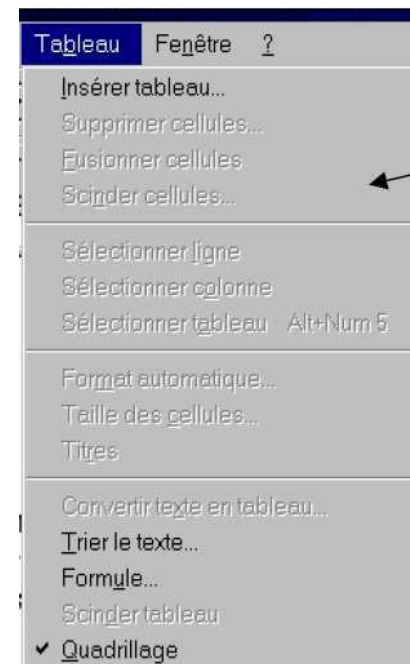 Tableau Fenêtre ?
Insérer tableau...
Supprimer cellules...
Fusionner cellules
Scinder cellules...
Sélectionner ligne
Sélectionner colonne
Sélectionner tableau Alt+Num 5
Format automatique...
Taille des cellules...
Titres
Convertir texte en tableau...
Trier le texte...
Formule...
Scinder tableau
✔ Quadrillage